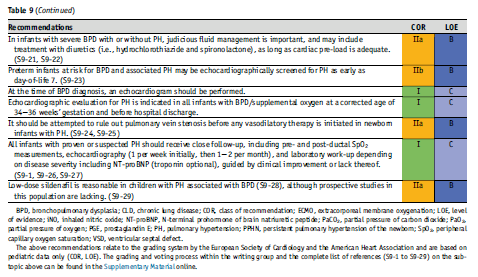 Table 9 (Continued)
Recommendations COR LOE
In infants with severe BPD with or without PH, judicious fluid management is important, and may include IIa B
treatment with diuretics (i.e., hydrochlorothiazide and spironolactone), as long as cardiac pre-load is adequate.
(S9-21, S9-22)
Preterm infants at risk for BPD and associated PH may be echocardiographically screened for PH as early as IIb B
day-of-life 7. (S9-23)
At the time of BPD diagnosis, an echocardiogram should be performed. I C
Echocardiographic evaluation for PH is indicated in all infants with BPD/supplemental oxygen at a corrected age of I C
34—36 weeks' gestation and before hospital discharge.
It should be attempted to rule out pulmonary vein stenosis before any vasodilatory therapy is initiated in newborn IIa B
infants with PH. (S9-24, S9-25)
All infants with proven or suspected PH should receive close follow-up, including pre- and post-ductal SpO₂ I C
measurements, echocardiography (1 per week initially, then 1—2 per month), and laboratory work-up depending
on disease severity including NT-proBNP (troponin optional), guided by clinical improvement or lack thereof.
(S9-1, S9-26, S9-27)
Low-dose sildenafil is reasonable in children with PH associated with BPD (S9-28), although prospective studies in IIa B
this population are lacking. (S9-29)
BPD, bronchopulmonary dysplasia; CLD, chronic lung disease; COR, class of recommendation; ECMO, extracorporeal membrane oxygenation; LOE, level
of evidence; iNO, inhaled nitric oxide; NT-proBNP, N-terminal prohormone of brain natriuretic peptide; PaCO₂, partial pressure of carbon dioxide; PaO₂
partial pressure of oxygen; PGE, prostaglandin E; PH, pulmonary hypertension; PPHN, persistent pulmonary hypertension of the newborn; SpO₂, peripheral
capillary oxygen saturation; VSD, ventricular septal defect.
The above recommendations relate to the grading system by the European Society of Cardiology and the American Heart Association and are based on
pediatric data only (COR, LOE). The grading and voting process within the writing group and the complete list of references (S9-1 to S9-29) on the sub-
topic above can be found in the Supplementary Material online.